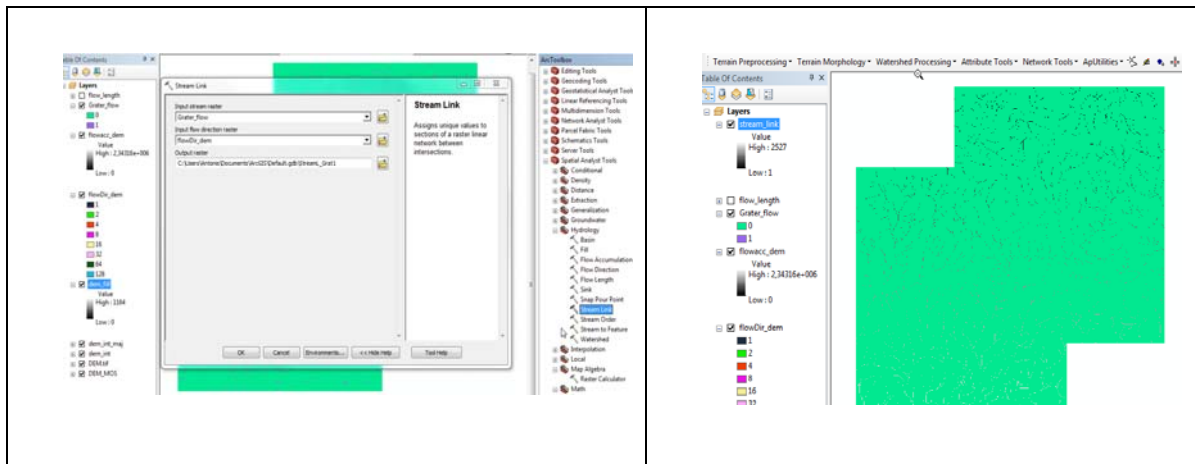 Table Of Contents
Layers
flow_length
Grater_flow
0
1
flowacc_dem
Value
High : 2,34316e+006
Low : 0
flowDir_dem
1
2
4
8
16
32
64
128
dem_fill
Value
High : 1184
Low : 0
dem_int_maj
dem_int
DEM.tif
DEM_MOS
Stream Link
Input stream raster
Grater_flow
Input flow direction raster
flowDir_dem
Output raster
OK
Cancel
Environments...
<< Hide Help
Tool Help
Stream Link
Assigns unique values to
sections of a raster linear
network between
intersections.
ArcToolbox
Editing Tools
Geocoding Tools
Geostatistical Analyst Tools
Linear Referencing Tools
Multidimension Tools
Network Analyst Tools
Parcel Fabric Tools
Schematics Tools
Server Tools
Spatial Analyst Tools
Conditional
Density
Distance
Extraction
Generalization
Groundwater
Hydrology
Basin
Fill
Flow Accumulation
Flow Direction
Flow Length
Sink
Snap Pour Point
Stream Link
Stream Order
Stream to Feature
Watershed
Interpolation
Local
Map Algebra
Raster Calculator
Math
Terrain Preprocessing Terrain Morphology Watershed Processing Attribute Tools Network Tools ApUtilities
Table Of Contents
Layers
stream_link
Value
High : 2527
Low : 1
flow_length
Grater_flow
0
1
flowacc_dem
Value
High : 2,34316e+006
Low : 0
flowDir_dem
1
2
4
8
16
32